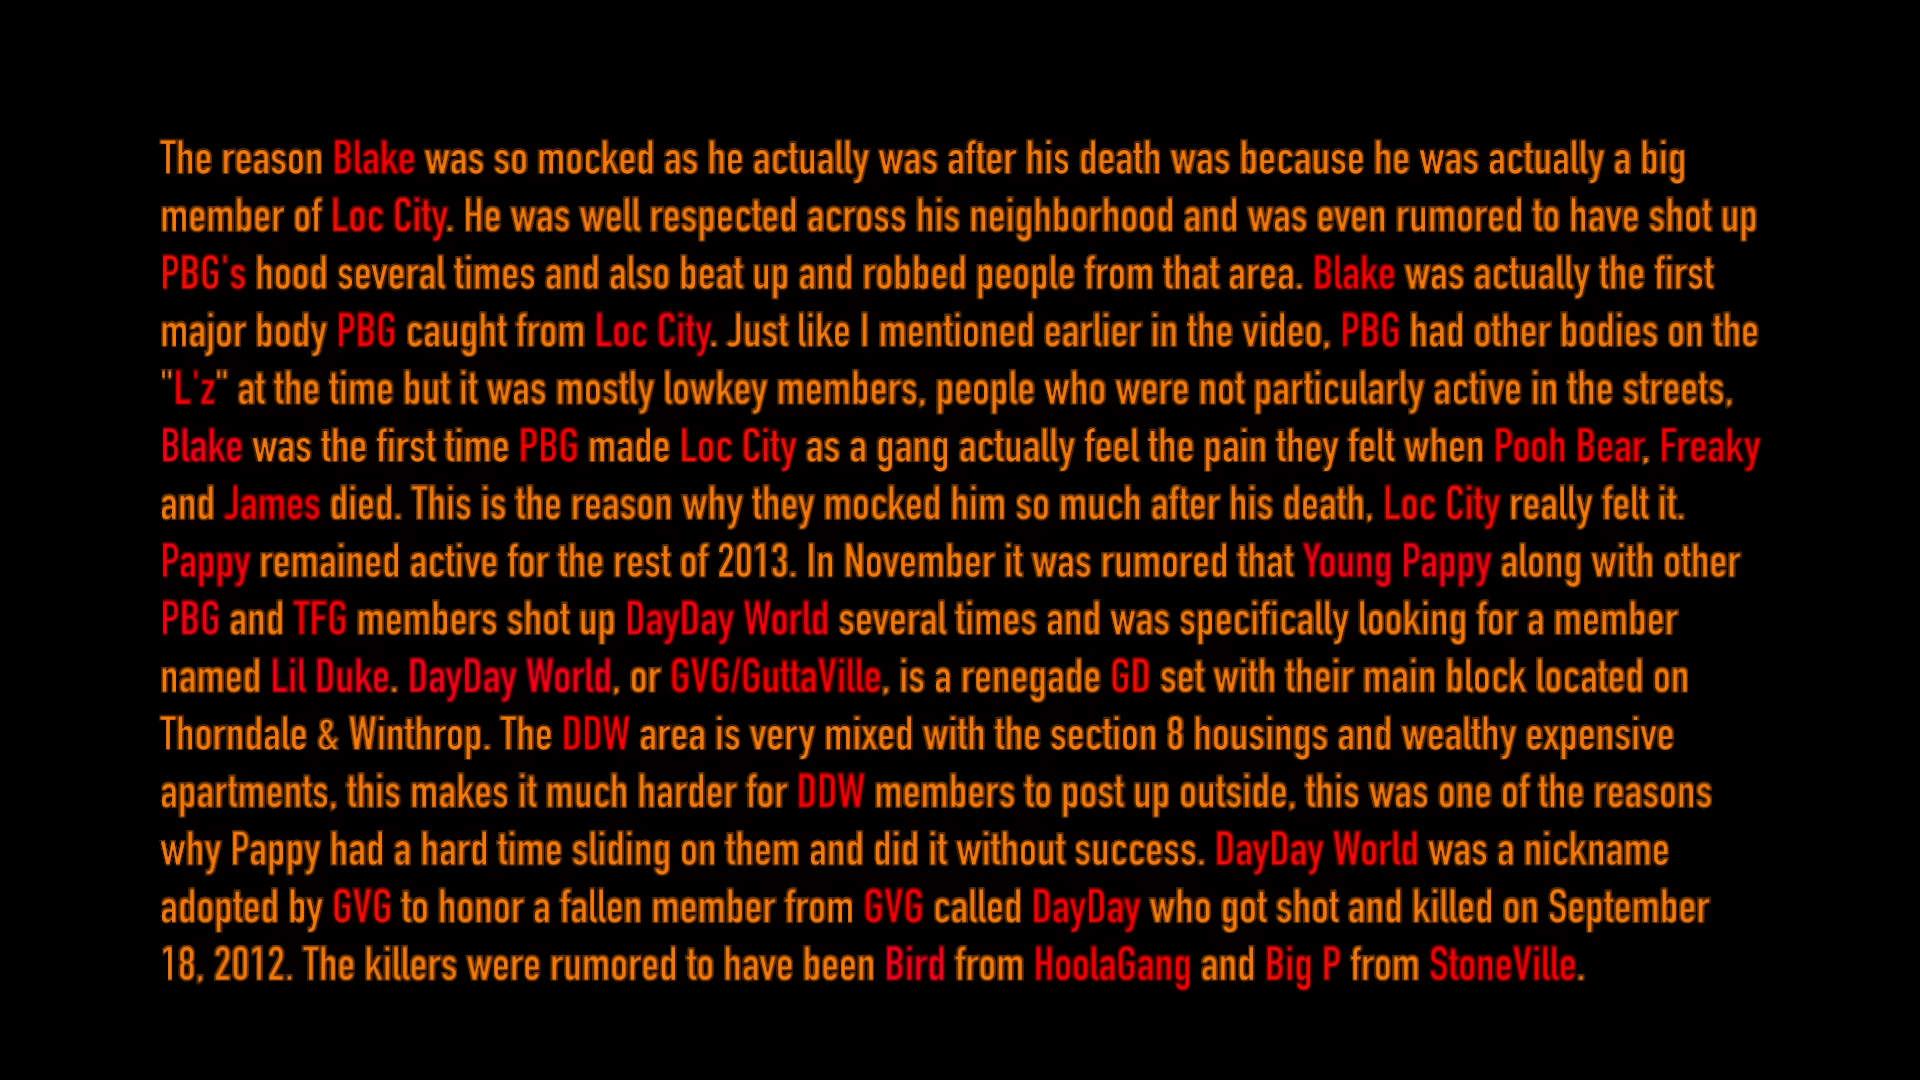 The reason Blake was so mocked as he actually was after his death was because he was actually a big
member of Loc City. He was well respected across his neighborhood and was even rumored to have shot up
PBG's hood several times and also beat up and robbed people from that area. Blake was actually the first
major body PBG caught from Loc City. Just like I mentioned earlier in the video, PBG had other bodies on the
"L'z" at the time but it was mostly lowkey members, people who were not particularly active in the streets,
Blake was the first time PBG made Loc City as a gang actually feel the pain they felt when Pooh Bear, Freaky
and James died. This is the reason why they mocked him so much after his death, Loc City really felt it.
Pappy remained active for the rest of 2013. In November it was rumored that Young Pappy along with other
PBG and TFG members shot up DayDay World several times and was specifically looking for a member
named Lil Duke. DayDay World, or GVG/GuttaVille, is a renegade GD set with their main block located on
Thorndale & Winthrop. The DDW area is very mixed with the section 8 housings and wealthy expensive
apartments, this makes it much harder for DDW members to post up outside, this was one of the reasons
why Pappy had a hard time sliding on them and did it without success. DayDay World was a nickname
adopted by GVG to honor a fallen member from GVG called DayDay who got shot and killed on September
18, 2012. The killers were rumored to have been Bird from HoolaGang and Big P from StoneVille.